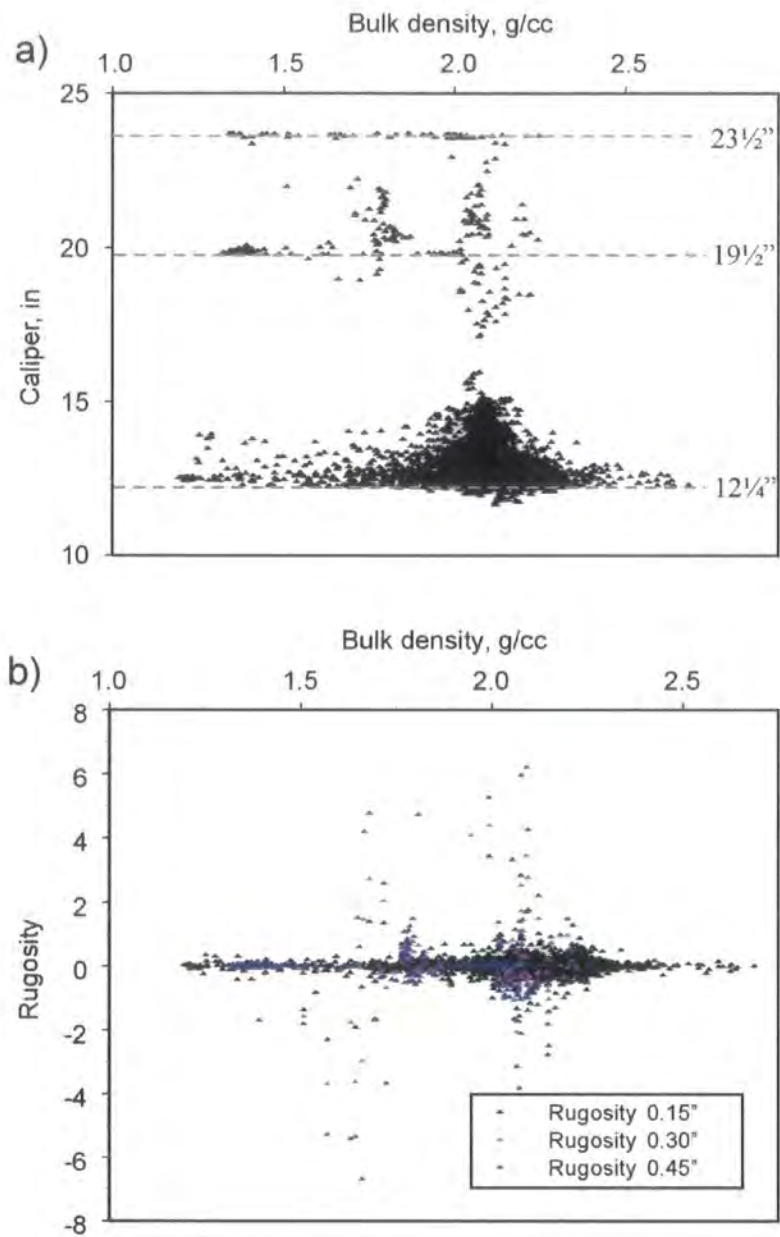 Bulk density, g/cc
a)
1.0 1.5 2.0 2.5
25
23½”
20
19½”
Caliper, in
15
12¼”
10
Bulk density, g/cc
b)
1.0 1.5 2.0 2.5
8
6
4
2
Rugosity
0
-2
-4
-6
-8
Rugosity 0.15"
Rugosity 0.30"
Rugosity 0.45"